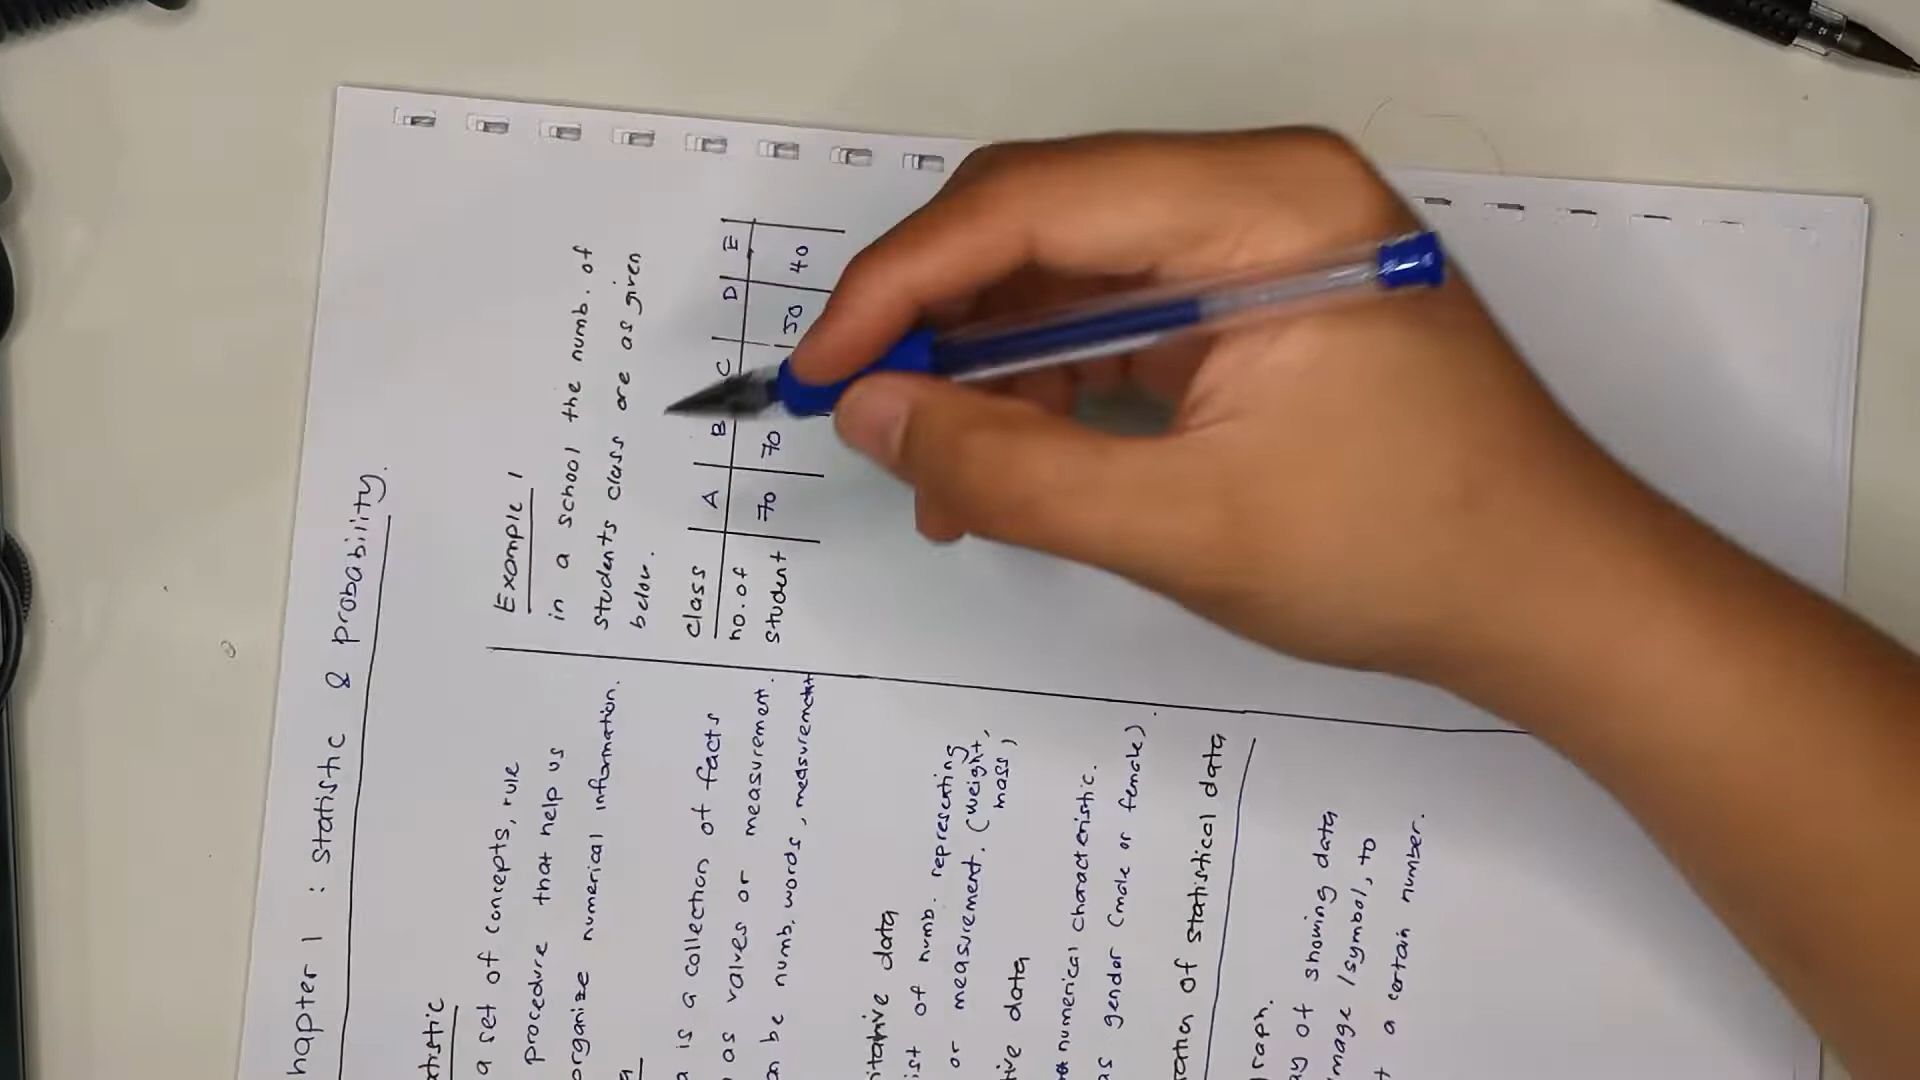 hapter 1 : statistic & probability.
a set of concepts, rule
procedure that help us
organize numerical information.
a is a collection of facts
as values or measurement.
numb, words, measurement
data
of numb. representing
or measurement. (weight,
mass)
data
numerical characteristic.
as gender (male or female).
of statistical data
of showing data
image / symbol, to
a certain number.
Example 1
in a school the numb. of
students class are as given
below.
class A B C D E
no. of
student 70 70 50 40